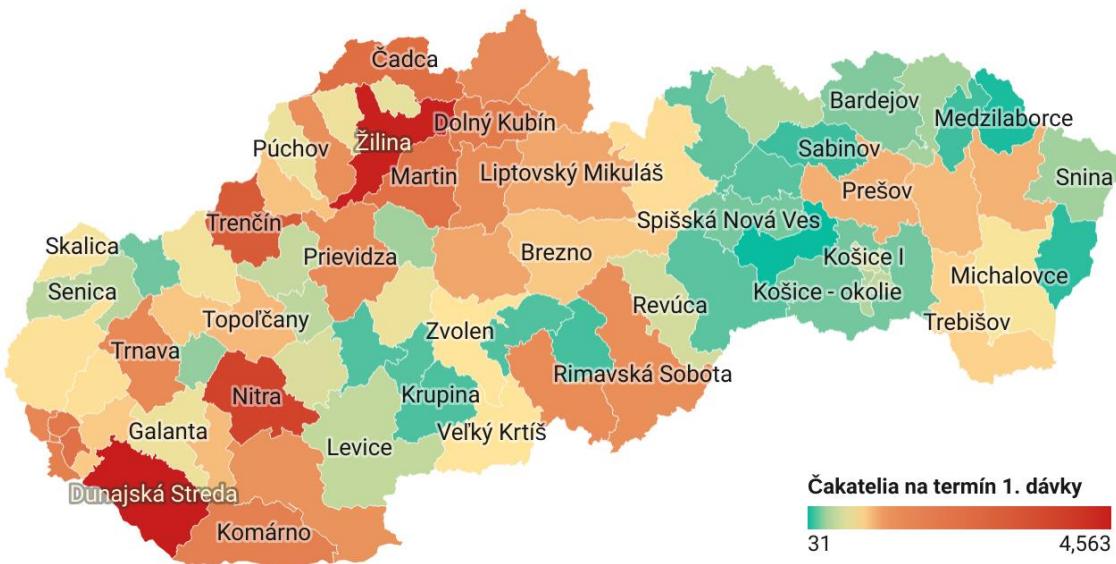 Čadca
Bardejov
Medzilaborce
Dolný Kubín
Púchov
Žilina
Sabinov
Martin
Liptovský Mikuláš
Prešov
Snina
Trenčín
Spišská Nová Ves
Skalica
Prievidza
Brezno
Košice I
Michalovce
Senica
Košice - okolie
Revúca
Topoľčany
Zvolen
Trebišov
Trnava
Rimavská Sobota
Nitra
Krupina
Galanta
Veľký Krtíš
Levice
Dunajská Streda
Komárno
Čakatelia na termín 1. dávky
31
4,563